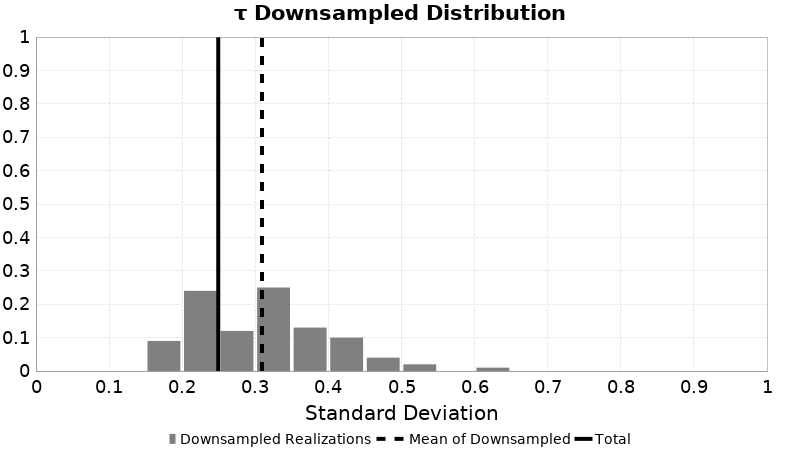 τ Downsampled Distribution
1
0.9
0.8
0.7
0.6
0.5
0.4
0.3
0.2
0.1
0
0 0.1 0.2 0.3 0.4 0.5 0.6 0.7 0.8 0.9 1
Standard Deviation
Downsampled Realizations Mean of Downsampled Total